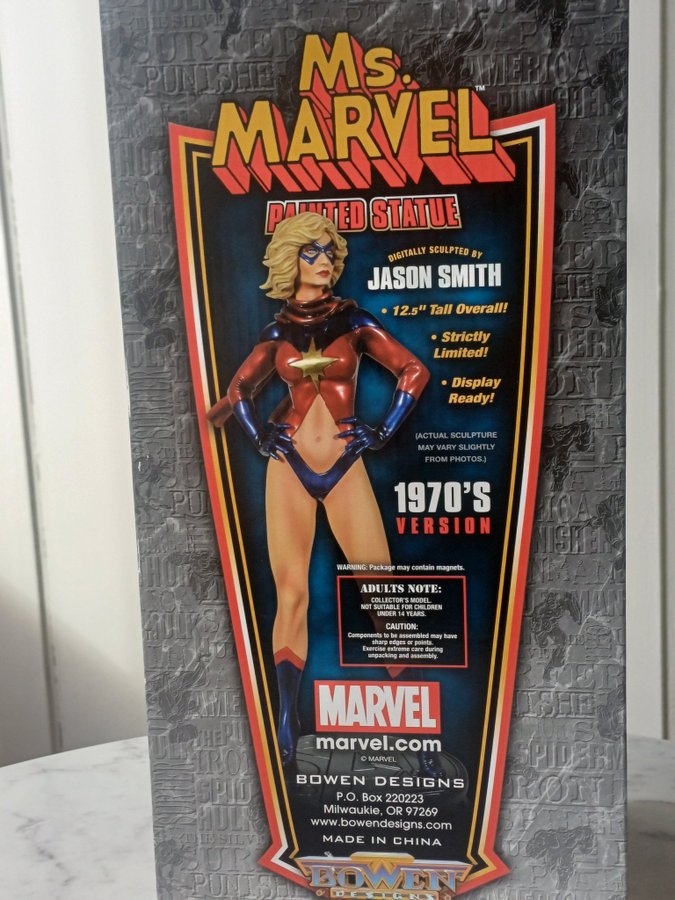 Ms.
MARVEL™
PAINTED STATUE
DIGITALLY SCULPTED BY
JASON SMITH
• 12.5" Tall Overall!
• Strictly
Limited!
• Display
Ready!
(ACTUAL SCULPTURE
MAY VARY SLIGHTLY
FROM PHOTOS.)
1970'S
VERSION
WARNING: Package may contain magnets.
ADULTS NOTE:
COLLECTOR'S MODEL.
NOT SUITABLE FOR CHILDREN
UNDER 14 YEARS.
CAUTION:
Components to be assembled may have
sharp edges or points.
Exercise extreme care during
unpacking and assembly.
MARVEL
marvel.com
© MARVEL
BOWEN DESIGNS
P.O. Box 220223
Milwaukie, OR 97269
www.bowendesigns.com
MADE IN CHINA
BOWEN
DESIGNS